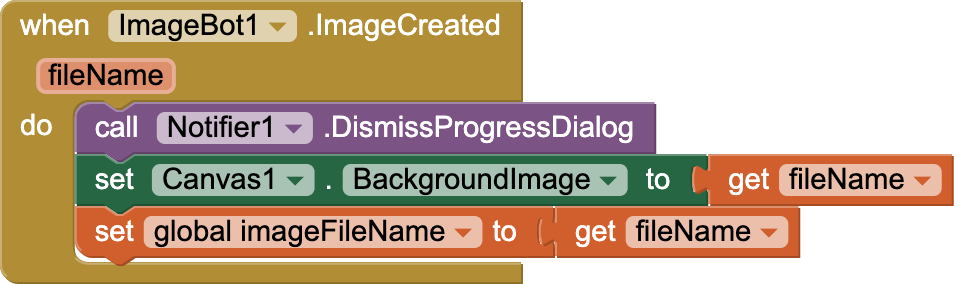 when ImageBot1 .ImageCreated
fileName
do call Notifier1 .DismissProgressDialog
set Canvas1 . BackgroundImage to get fileName
set global imageFileName to get fileName